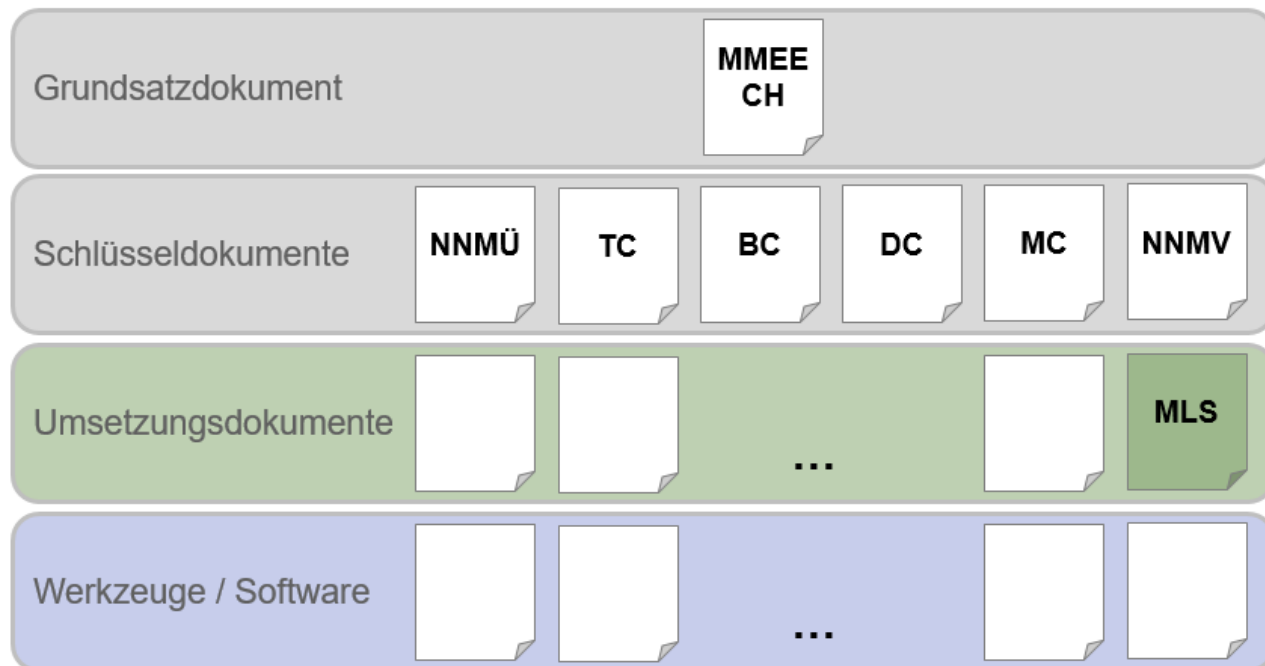 MMEE
CH
Grundsatzdokument
Schlüsseldokumente
NNMÜ
TC
BC
DC
MC
NNMV
Umsetzungsdokumente
...
MLS
Werkzeuge / Software
...